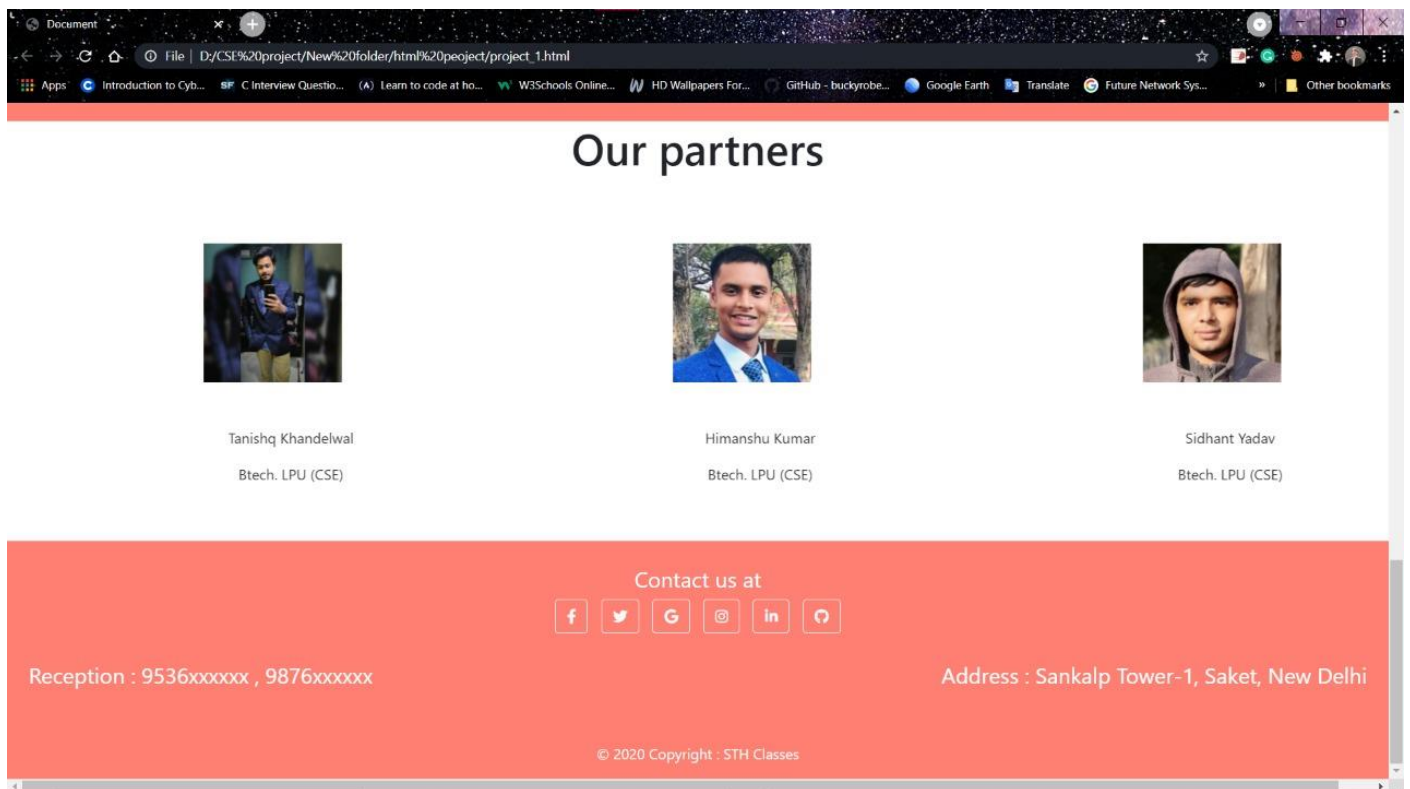 Document
File | D:/CSE%20project/New%20folder/html%20peoject/project_1.html
Apps Introduction to Cyb... SF C Interview Questio... (A) Learn to code at ho... W3Schools Online... HD Wallpapers For... GitHub - buckyrobe... Google Earth Translate Future Network Sys... » Other bookmarks
Our partners
Tanishq Khandelwal Himanshu Kumar Sidhant Yadav
Btech. LPU (CSE) Btech. LPU (CSE) Btech. LPU (CSE)
Contact us at
Reception : 9536xxxxxx , 9876xxxxxx Address : Sankalp Tower-1, Saket, New Delhi
© 2020 Copyright : STH Classes